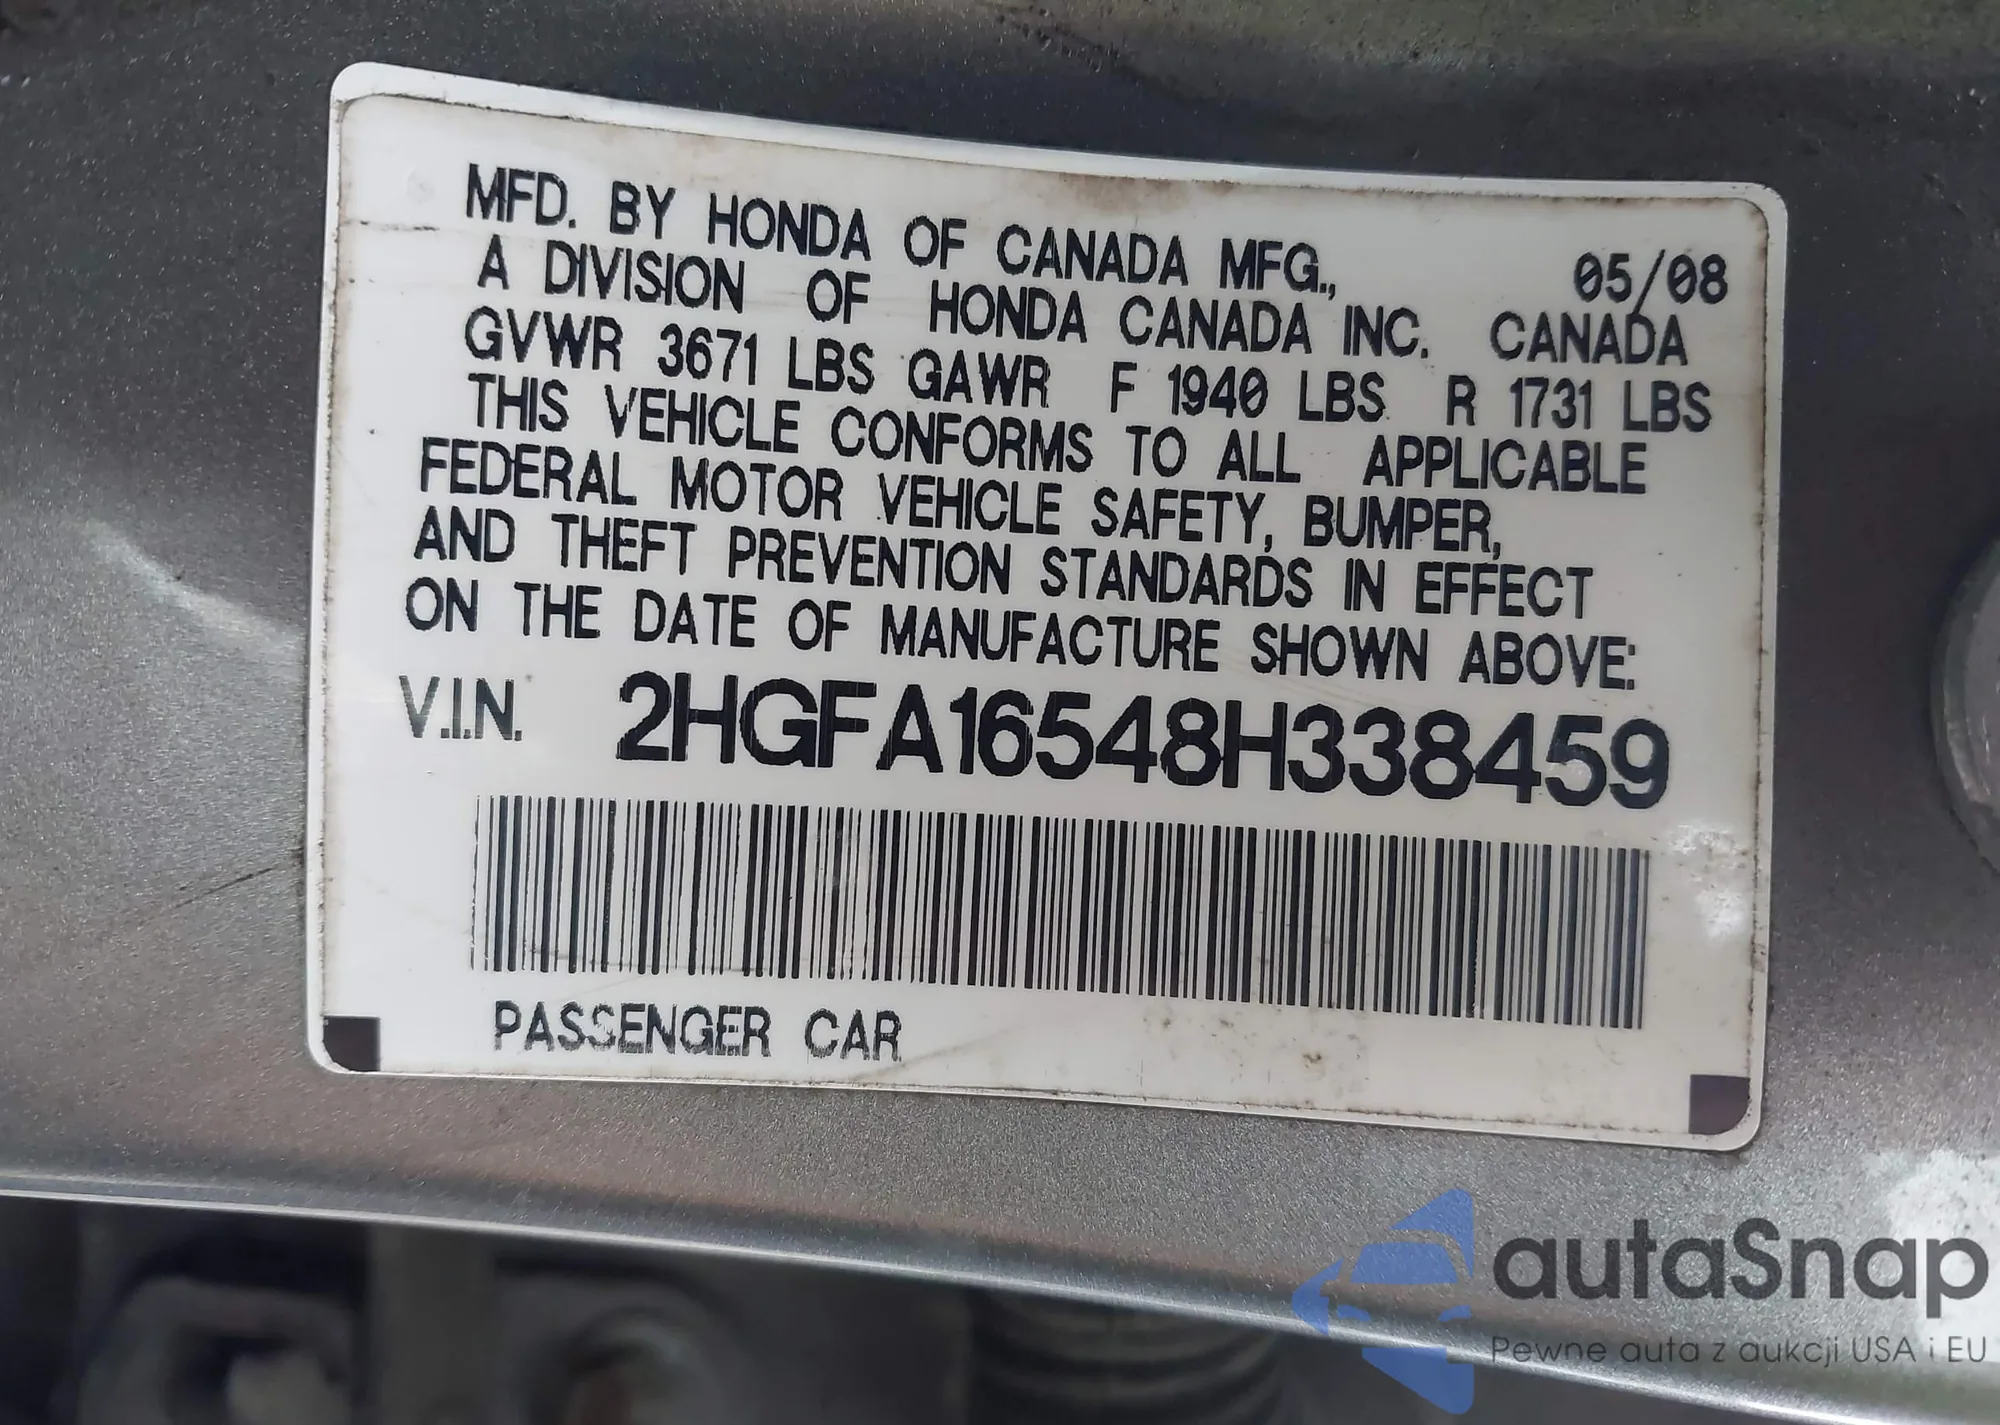 MFD. BY HONDA OF CANADA MFG., 05/08
A DIVISION OF HONDA CANADA INC. CANADA
GVWR 3671 LBS GAWR F 1940 LBS R 1731 LBS
THIS VEHICLE CONFORMS TO ALL APPLICABLE
FEDERAL MOTOR VEHICLE SAFETY, BUMPER,
AND THEFT PREVENTION STANDARDS IN EFFECT
ON THE DATE OF MANUFACTURE SHOWN ABOVE:
V.I.N. 2HGFA16548H338459
PASSENGER CAR
autaSnap
Pewne auta z aukcji USA i EU